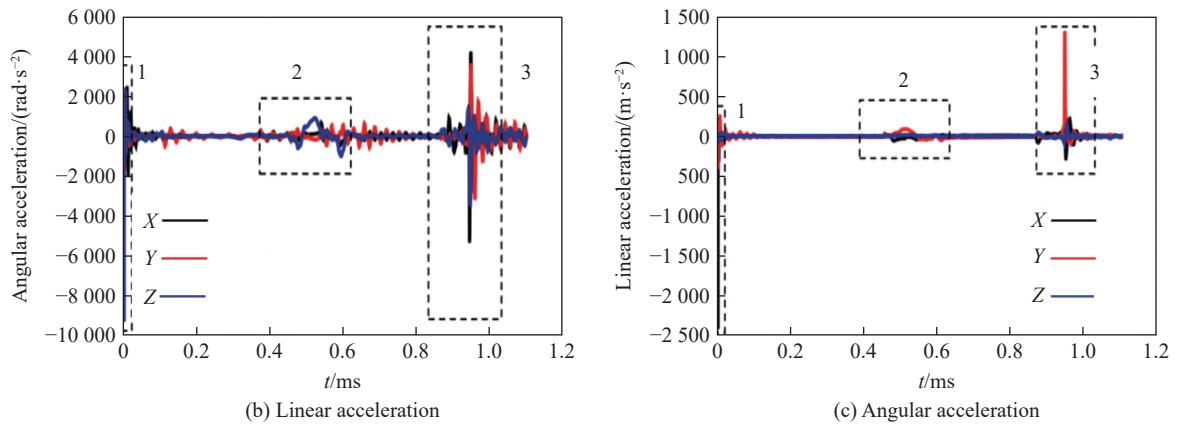 6 000
4 000
2 000
0
−2 000
−4 000
−6 000
−8 000
−10 000
Angular acceleration/(rad·s⁻²)
1
2
3
X
Y
Z
0 0.2 0.4 0.6 0.8 1.0 1.2
t/ms
(b) Linear acceleration
1 500
1 000
500
0
500
−1 000
−1 500
−2 000
−2 500
Linear acceleration/(m·s⁻²)
1
2
3
X
Y
Z
0 0.2 0.4 0.6 0.8 1.0 1.2
t/ms
(c) Angular acceleration